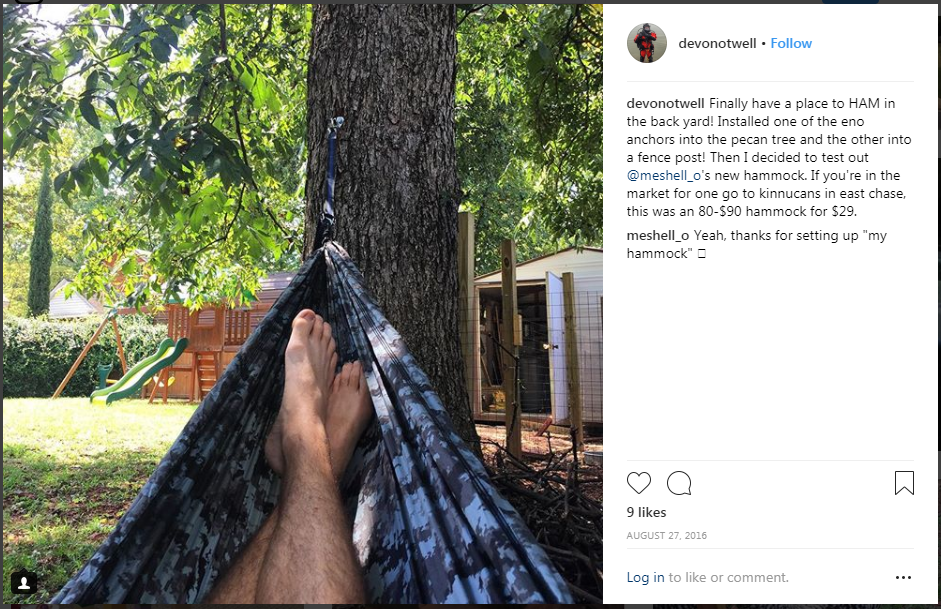 devonotwell • Follow
devonotwell Finally have a place to HAM in
the back yard! Installed one of the eno
anchors into the pecan tree and the other into
a fence post! Then I decided to test out
@meshell_o's new hammock. If you're in the
market for one go to kinnucans in east chase,
this was an 80-$90 hammock for $29.
meshell_o Yeah, thanks for setting up "my
hammock" □
9 likes
AUGUST 27, 2016
Log in to like or comment.